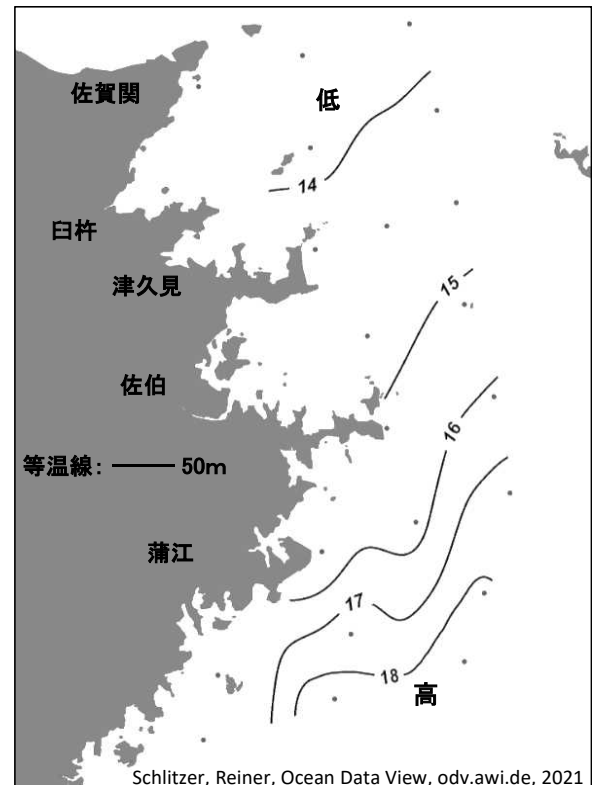 佐賀関
低
14
臼杵
津久見
15
佐伯
16
等温線: 50m
蒲江
17
18
高
Schlitzer, Reiner, Ocean Data View, odv.awi.de, 2021